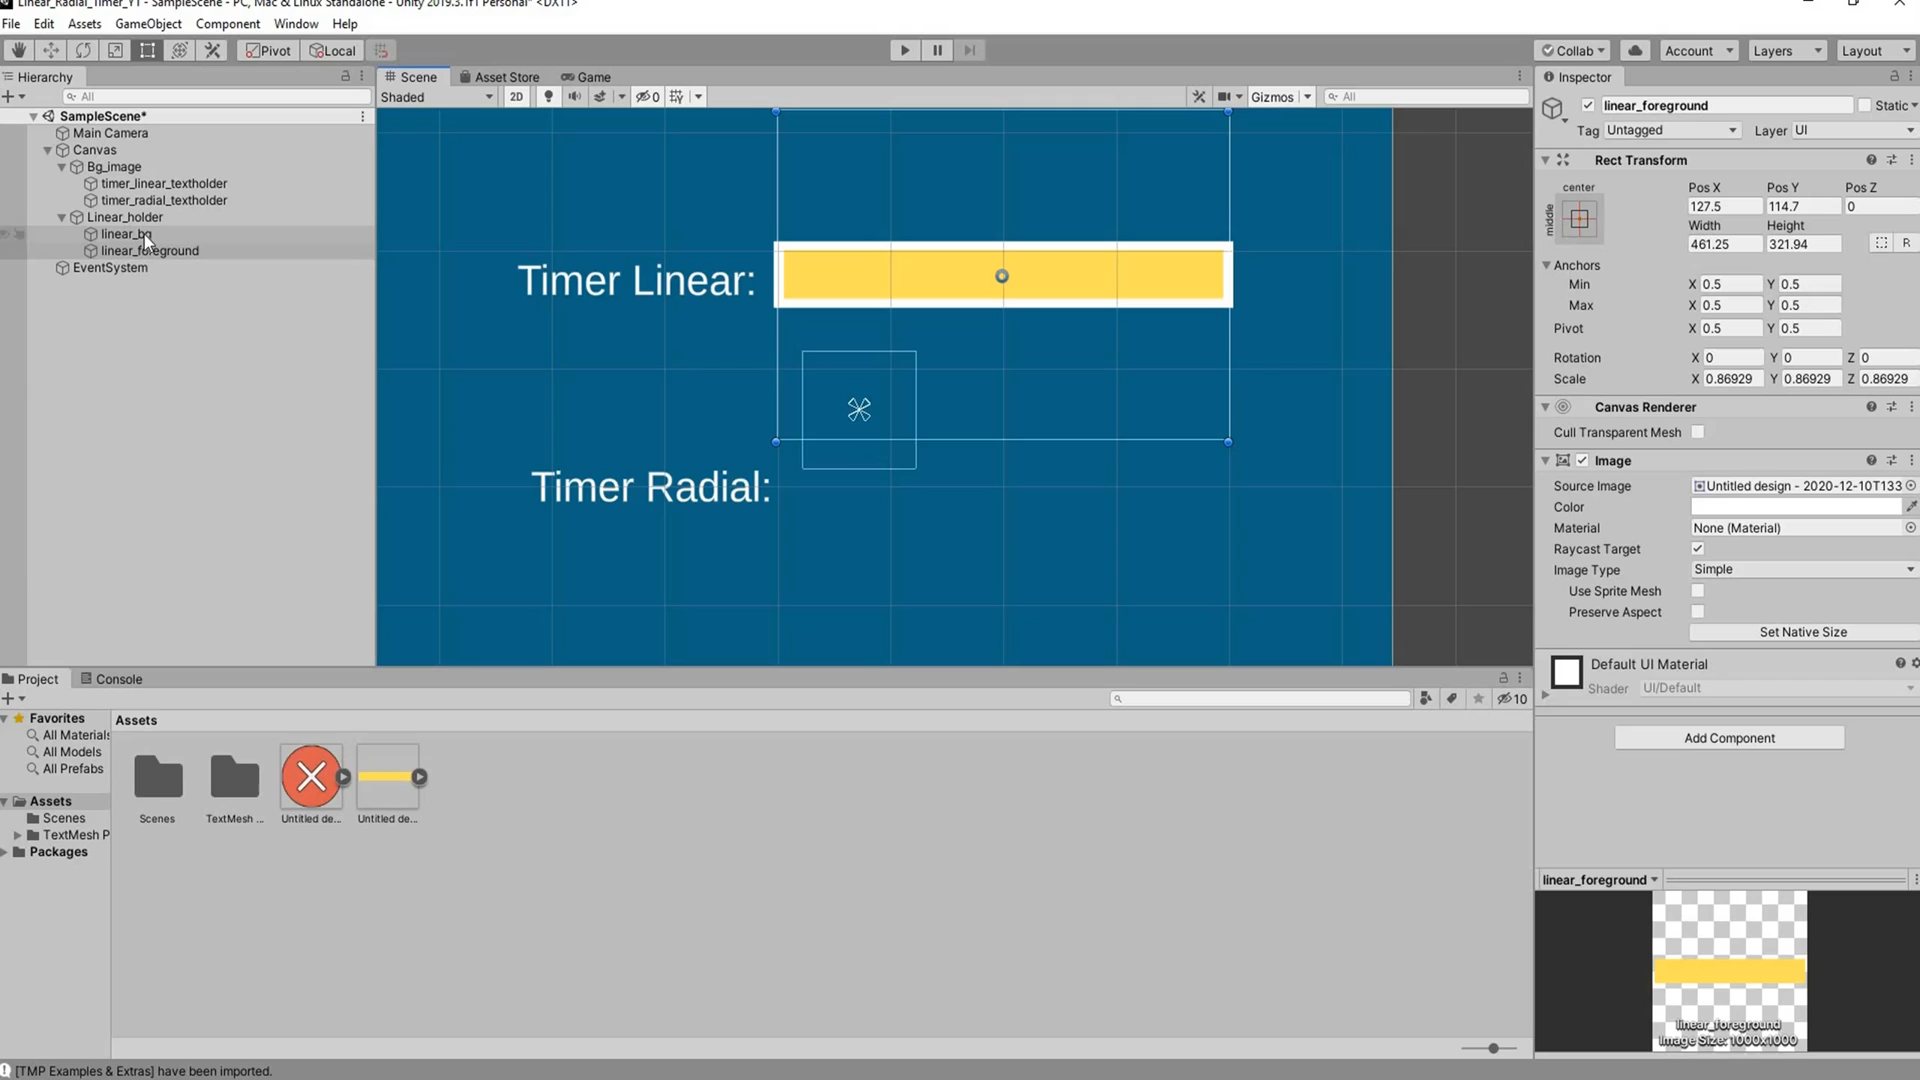 Linear_Radial_Timer_YT - SampleScene - PC, Mac & Linux Standalone - Unity 2019.3.1f1 Personal* <DX11>
File Edit Assets GameObject Component Window Help
Pivot Local Collab Account Layers Layout
Hierarchy
All
SampleScene*
Main Camera
Canvas
Bg_image
timer_linear_textholder
timer_radial_textholder
Linear_holder
linear_bg
linear_foreground
EventSystem
Scene Asset Store Game
Shaded 2D 0 Gizmos All
Timer Linear:
Timer Radial:
Inspector
linear_foreground Static
Tag Untagged Layer UI
Rect Transform
center
middle
Pos X Pos Y Pos Z
127.5 114.7 0
Width Height
461.25 321.94 R
Anchors
Min X 0.5 Y 0.5
Max X 0.5 Y 0.5
Pivot X 0.5 Y 0.5
Rotation X 0 Y 0 Z 0
Scale X 0.86929 Y 0.86929 Z 0.86929
Canvas Renderer
Cull Transparent Mesh
Image
Source Image Untitled design - 2020-12-10T133
Color
Material None (Material)
Raycast Target
Image Type Simple
Use Sprite Mesh
Preserve Aspect
Set Native Size
Default UI Material
Shader UI/Default
Add Component
linear_foreground
linear_foreground
Image Size: 1000x1000
Project Console
10
Favorites
All Materials
All Models
All Prefabs
Assets
Scenes
TextMesh P
Packages
Assets
Scenes TextMesh ... Untitled de... Untitled de...
[TMP Examples & Extras] have been imported.